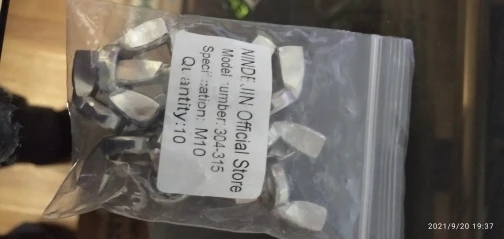 NINDEJIN Official Store
Model number: 304-315
Specification: M10
Quantity:10
2021/9/20 19:37